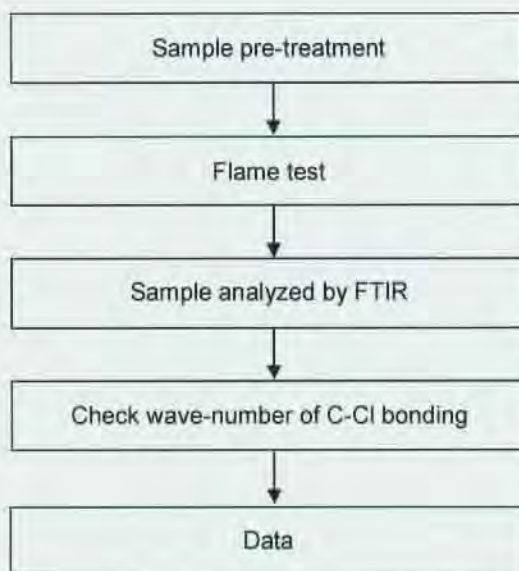 Sample pre-treatment
Flame test
Sample analyzed by FTIR
Check wave-number of C-Cl bonding
Data